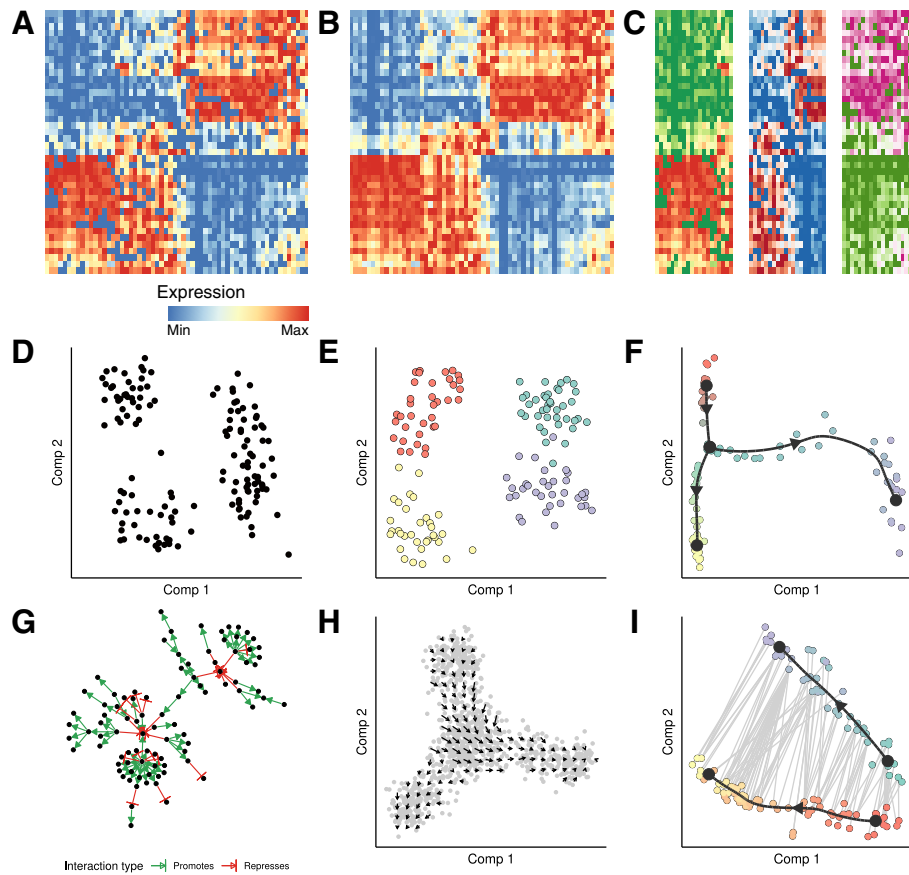 A B C
Expression
Min Max
D E F
Comp 2 Comp 2 Comp 2
Comp 1 Comp 1 Comp 1
G H I
Comp 2 Comp 2
Comp 1 Comp 1
Interaction type Promotes Represses